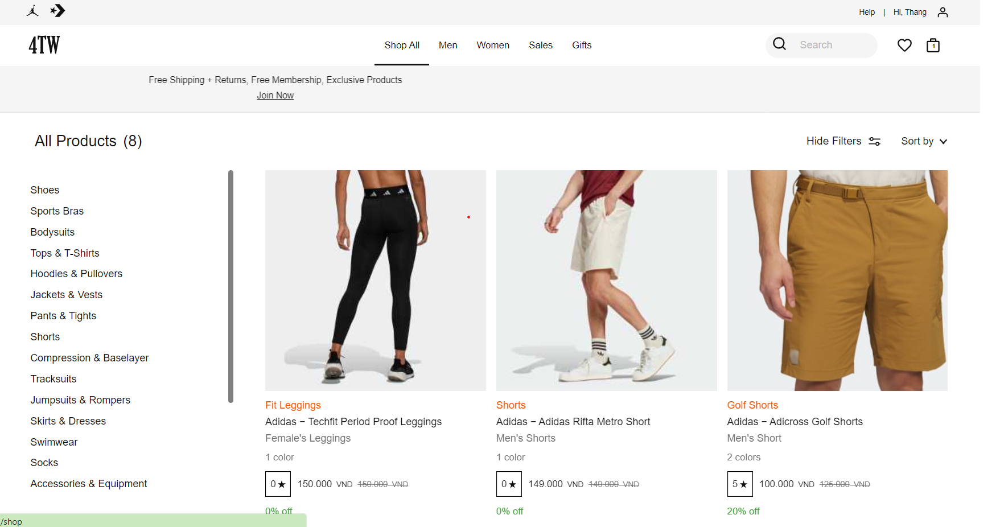 Help | Hi, Thang
4TW
Shop All Men Women Sales Gifts
Search
1
Free Shipping + Returns, Free Membership, Exclusive Products
Join Now
All Products (8)
Hide Filters
Sort by
Shoes
Sports Bras
Bodysuits
Tops & T-Shirts
Hoodies & Pullovers
Jackets & Vests
Pants & Tights
Shorts
Compression & Baselayer
Tracksuits
Jumpsuits & Rompers
Skirts & Dresses
Swimwear
Socks
Accessories & Equipment
Fit Leggings
Adidas – Techfit Period Proof Leggings
Female's Leggings
1 color
0 ★ 150.000 VND 150.000 VND
0% off
Shorts
Adidas – Adidas Rifta Metro Short
Men's Shorts
1 color
0 ★ 149.000 VND 149.000 VND
0% off
Golf Shorts
Adidas – Adicross Golf Shorts
Men's Short
2 colors
5 ★ 100.000 VND 125.000 VND
20% off
/shop